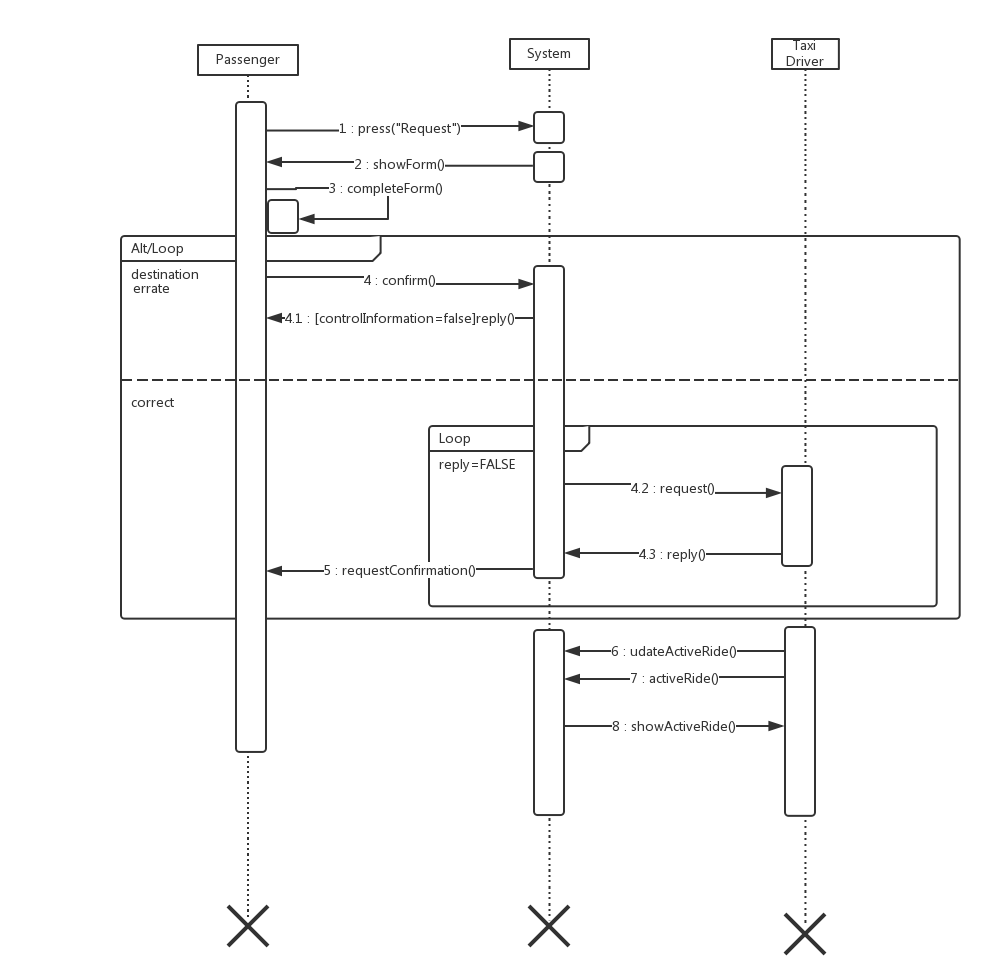 Passenger
System
Taxi
Driver
1 : press("Request")
2 : showForm()
3 : completeForm()
Alt/Loop
destination
errate
4 : confirm()
4.1 : [controlInformation=false]reply()
correct
Loop
reply=FALSE
4.2 : request()
4.3 : reply()
5 : requestConfirmation()
6 : udateActiveRide()
7 : activeRide()
8 : showActiveRide()